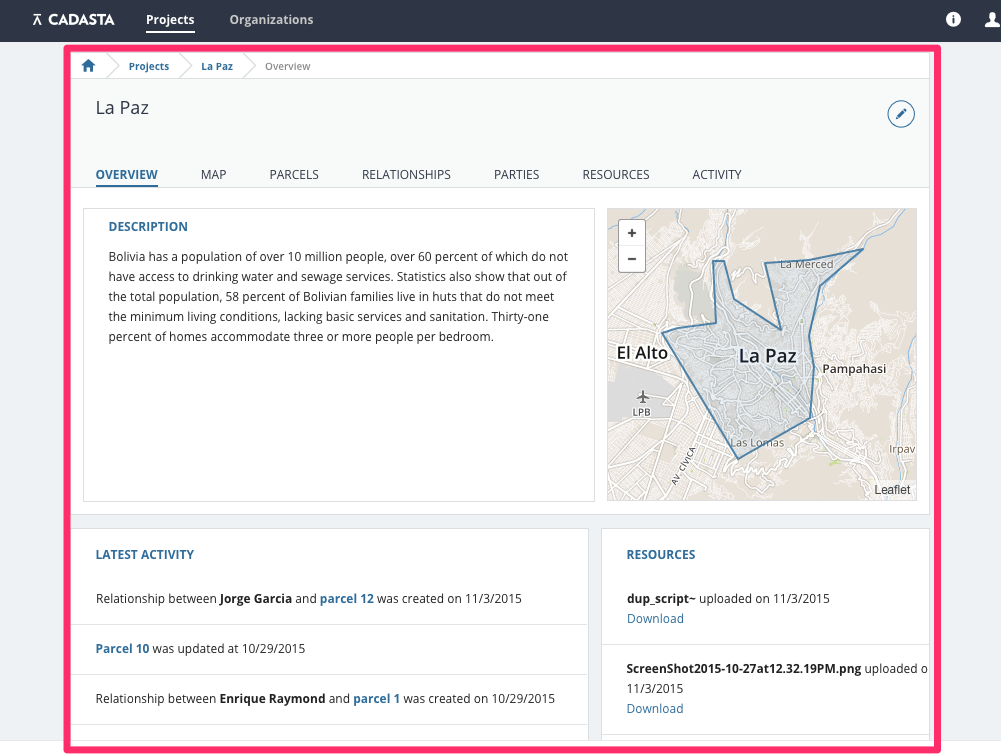 CADASTA Projects Organizations
Projects La Paz Overview
La Paz
OVERVIEW MAP PARCELS RELATIONSHIPS PARTIES RESOURCES ACTIVITY
DESCRIPTION
Bolivia has a population of over 10 million people, over 60 percent of which do not
have access to drinking water and sewage services. Statistics also show that out of
the total population, 58 percent of Bolivian families live in huts that do not meet
the minimum living conditions, lacking basic services and sanitation. Thirty-one
percent of homes accommodate three or more people per bedroom.
+
−
La Merced
El Alto
La Paz
Pampahasi
LPB
Las Lomas
AV. CÍVICA
Irpav
Leaflet
LATEST ACTIVITY
Relationship between Jorge Garcia and parcel 12 was created on 11/3/2015
Parcel 10 was updated at 10/29/2015
Relationship between Enrique Raymond and parcel 1 was created on 10/29/2015
RESOURCES
dup_script~ uploaded on 11/3/2015
Download
ScreenShot2015-10-27at12.32.19PM.png uploaded o
11/3/2015
Download